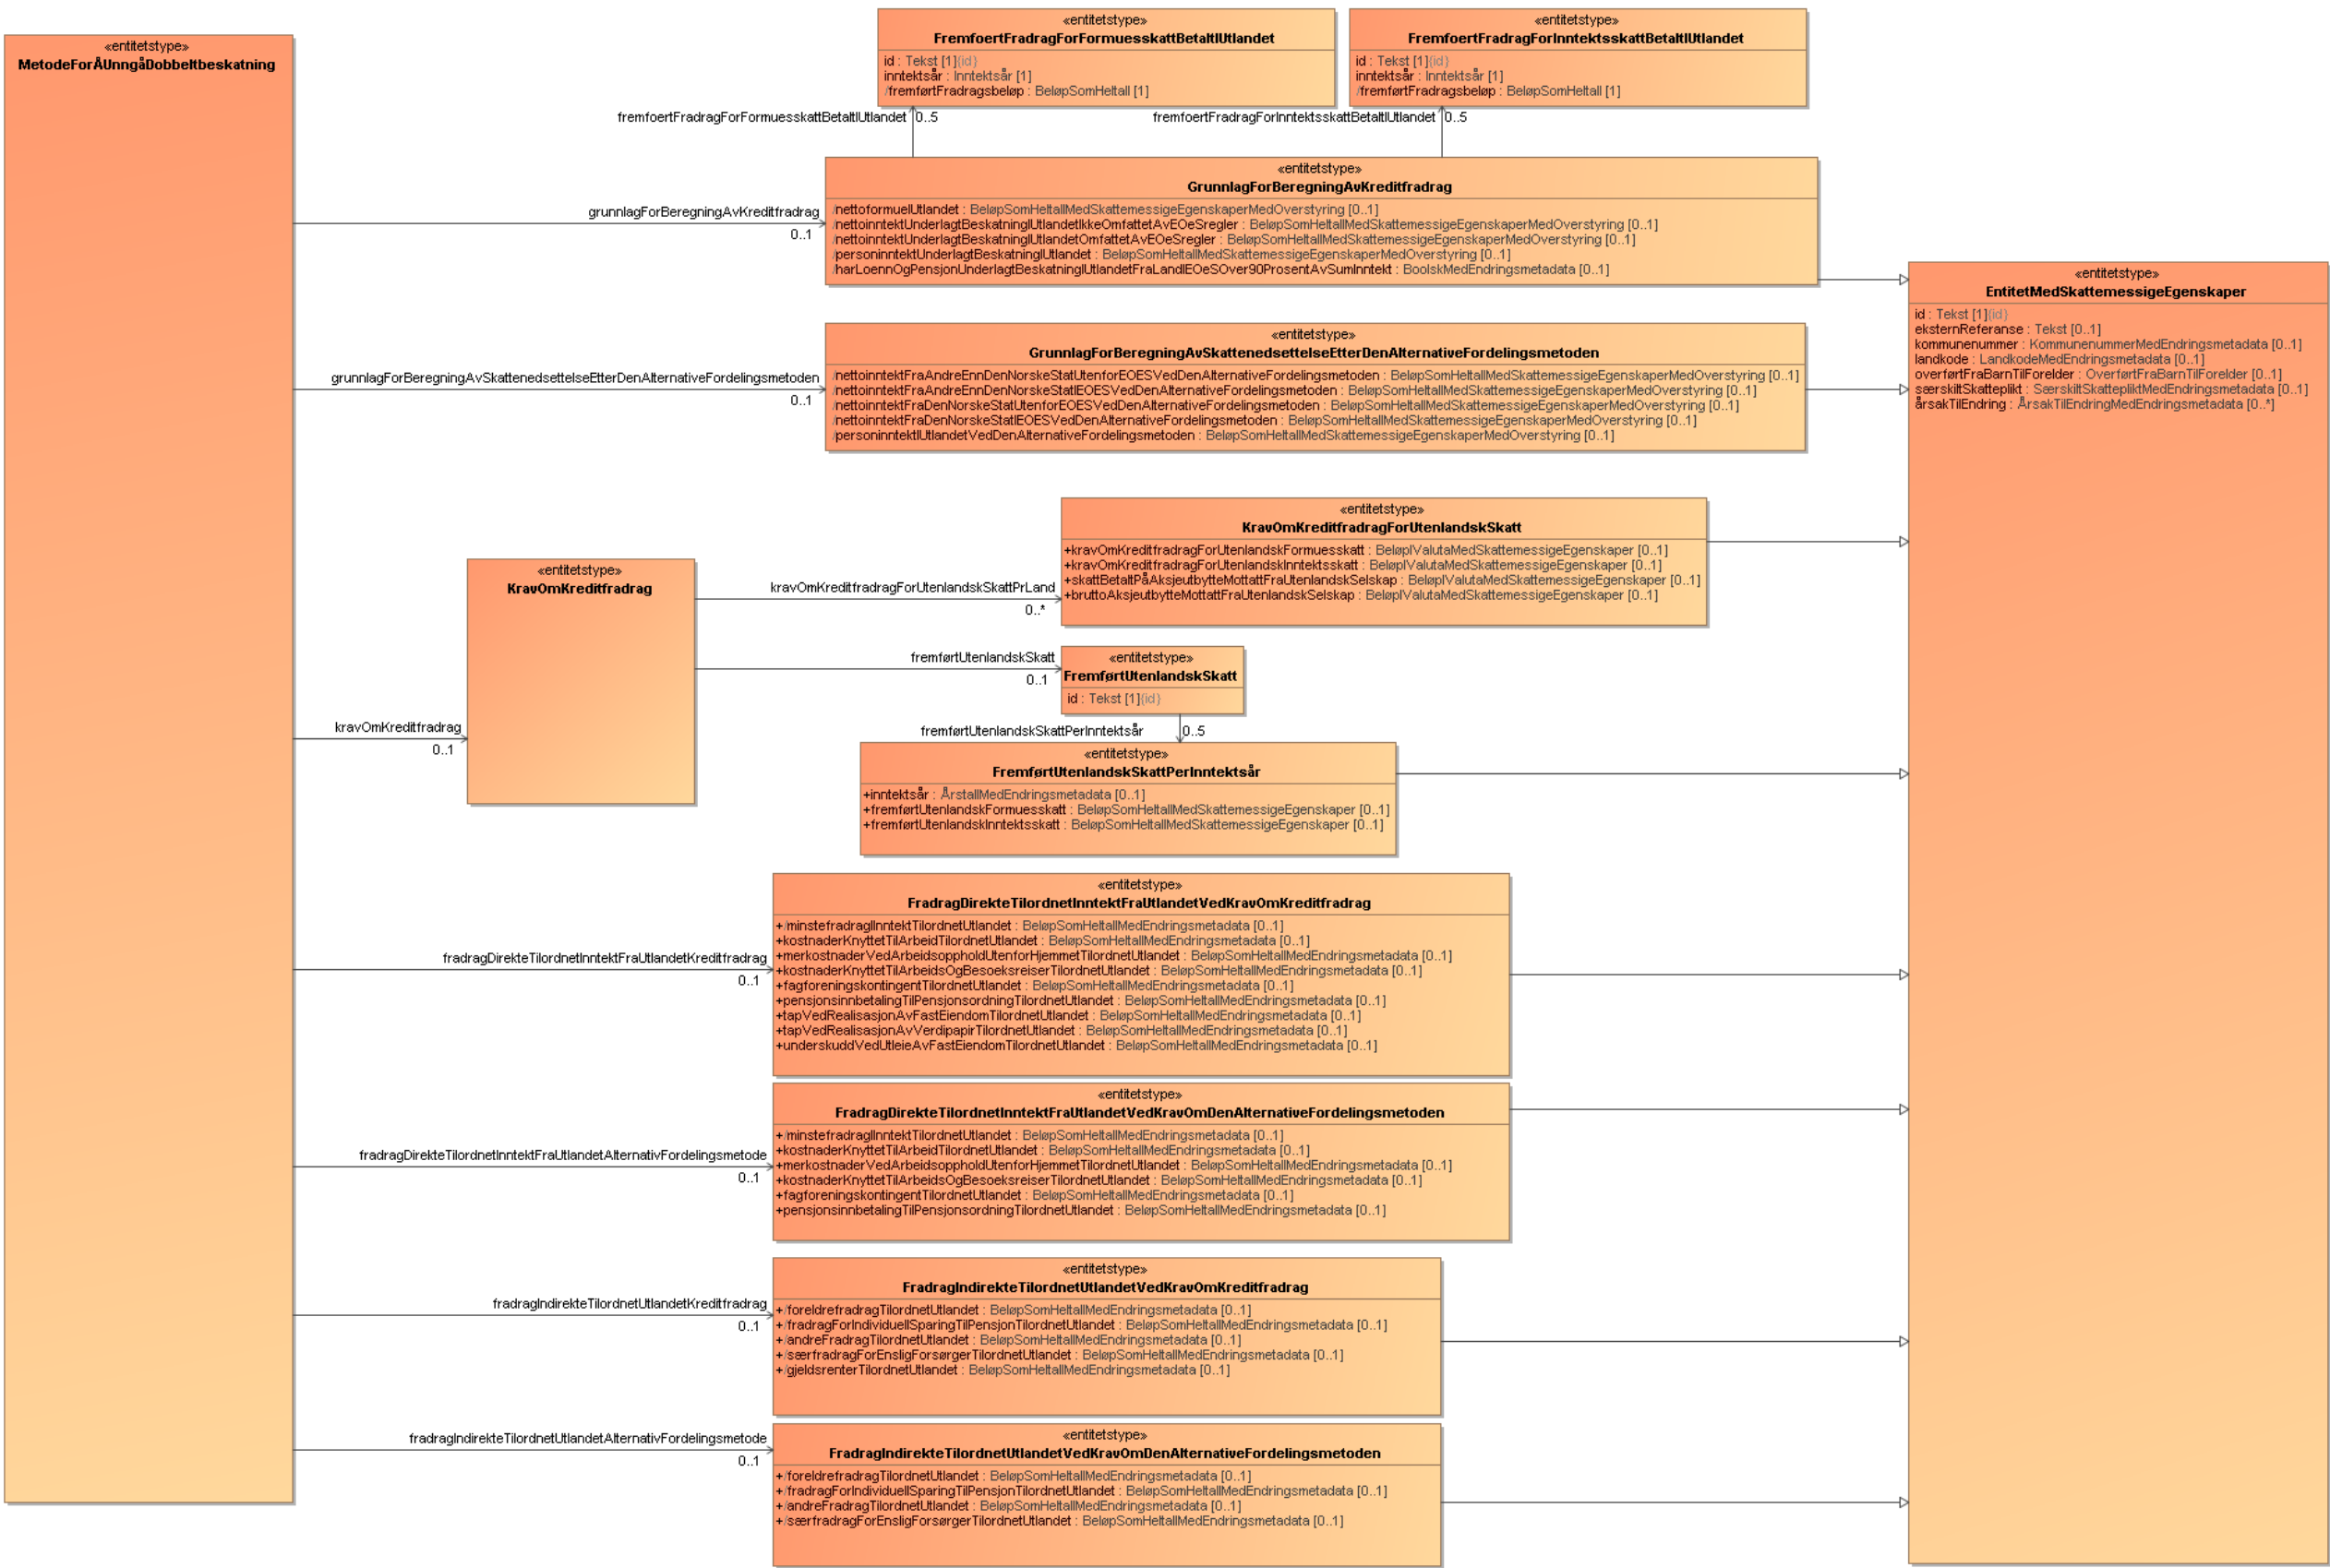 «entitetstype»
MetodeForÅUnngåDobbeltbeskatning
«entitetstype»
FremfoertFradragForFormuesskattBetaltIUtlandet
id : Tekst [1]{id}
inntektsår : Inntektsår [1]
/fremførtFradragsbeløp : BeløpSomHeltall [1]
«entitetstype»
FremfoertFradragForInntektsskattBetaltIUtlandet
id : Tekst [1]{id}
inntektsår : Inntektsår [1]
/fremførtFradragsbeløp : BeløpSomHeltall [1]
fremfoertFradragForFormuesskattBetaltIUtlandet 0..5
fremfoertFradragForInntektsskattBetaltIUtlandet 0..5
grunnlagForBeregningAvKreditfradrag
0..1
«entitetstype»
GrunnlagForBeregningAvKreditfradrag
/nettoformueIUtlandet : BeløpSomHeltallMedSkattemessigeEgenskaperMedOverstyring [0..1]
/nettoinntektUnderlagtBeskatningIUtlandetIkkeOmfattetAvEOeSregler : BeløpSomHeltallMedSkattemessigeEgenskaperMedOverstyring [0..1]
/nettoinntektUnderlagtBeskatningIUtlandetOmfattetAvEOeSregler : BeløpSomHeltallMedSkattemessigeEgenskaperMedOverstyring [0..1]
/personinntektUnderlagtBeskatningIUtlandet : BeløpSomHeltallMedSkattemessigeEgenskaperMedOverstyring [0..1]
/harLoennOgPensjonUnderlagtBeskatningIUtlandetFraLandIEOeSOver90ProsentAvSumInntekt : BoolskMedEndringsmetadata [0..1]
«entitetstype»
EntitetMedSkattemessigeEgenskaper
id : Tekst [1]{id}
eksternReferanse : Tekst [0..1]
kommunenummer : KommunenummerMedEndringsmetadata [0..1]
landkode : LandkodeMedEndringsmetadata [0..1]
overførtFraBarnTilForelder : OverførtFraBarnTilForelder [0..1]
særskiltSkatteplikt : SærskiltSkattepliktMedEndringsmetadata [0..1]
årsakTilEndring : ÅrsakTilEndringMedEndringsmetadata [0..*]
grunnlagForBeregningAvSkattenedsettelseEtterDenAlternativeFordelingsmetoden
0..1
«entitetstype»
GrunnlagForBeregningAvSkattenedsettelseEtterDenAlternativeFordelingsmetoden
/nettoinntektFraAndreEnnDenNorskeStatUtenforEOESVedDenAlternativeFordelingsmetoden : BeløpSomHeltallMedSkattemessigeEgenskaperMedOverstyring [0..1]
/nettoinntektFraAndreEnnDenNorskeStatIEOESVedDenAlternativeFordelingsmetoden : BeløpSomHeltallMedSkattemessigeEgenskaperMedOverstyring [0..1]
/nettoinntektFraDenNorskeStatUtenforEOESVedDenAlternativeFordelingsmetoden : BeløpSomHeltallMedSkattemessigeEgenskaperMedOverstyring [0..1]
/nettoinntektFraDenNorskeStatIEOESVedDenAlternativeFordelingsmetoden : BeløpSomHeltallMedSkattemessigeEgenskaperMedOverstyring [0..1]
/personinntektIUtlandetVedDenAlternativeFordelingsmetoden : BeløpSomHeltallMedSkattemessigeEgenskaperMedOverstyring [0..1]
kravOmKreditfradrag
0..1
«entitetstype»
KravOmKreditfradrag
kravOmKreditfradragForUtenlandskSkattPrLand
0..*
«entitetstype»
KravOmKreditfradragForUtenlandskSkatt
+kravOmKreditfradragForUtenlandskFormuesskatt : BeløpIValutaMedSkattemessigeEgenskaper [0..1]
+kravOmKreditfradragForUtenlandskInntektsskatt : BeløpIValutaMedSkattemessigeEgenskaper [0..1]
+skattBetaltPåAksjeutbytteMottattFraUtenlandskSelskap : BeløpIValutaMedSkattemessigeEgenskaper [0..1]
+bruttoAksjeutbytteMottattFraUtenlandskSelskap : BeløpIValutaMedSkattemessigeEgenskaper [0..1]
fremførtUtenlandskSkatt
0..1
«entitetstype»
FremførtUtenlandskSkatt
id : Tekst [1]{id}
fremførtUtenlandskSkattPerInntektsår 0..5
«entitetstype»
FremførtUtenlandskSkattPerInntektsår
+inntektsår : ÅrstallMedEndringsmetadata [0..1]
+fremførtUtenlandskFormuesskatt : BeløpSomHeltallMedSkattemessigeEgenskaper [0..1]
+fremførtUtenlandskInntektsskatt : BeløpSomHeltallMedSkattemessigeEgenskaper [0..1]
fradragDirekteTilordnetInntektFraUtlandetKreditfradrag
0..1
«entitetstype»
FradragDirekteTilordnetInntektFraUtlandetVedKravOmKreditfradrag
+/minstefradragIInntektTilordnetUtlandet : BeløpSomHeltallMedEndringsmetadata [0..1]
+kostnaderKnyttetTilArbeidTilordnetUtlandet : BeløpSomHeltallMedEndringsmetadata [0..1]
+merkostnaderVedArbeidsoppholdUtenforHjemmetTilordnetUtlandet : BeløpSomHeltallMedEndringsmetadata [0..1]
+kostnaderKnyttetTilArbeidsOgBesoeksreiserTilordnetUtlandet : BeløpSomHeltallMedEndringsmetadata [0..1]
+fagforeningskontingentTilordnetUtlandet : BeløpSomHeltallMedEndringsmetadata [0..1]
+pensjonsinnbetalingTilPensjonsordningTilordnetUtlandet : BeløpSomHeltallMedEndringsmetadata [0..1]
+tapVedRealisasjonAvFastEiendomTilordnetUtlandet : BeløpSomHeltallMedEndringsmetadata [0..1]
+tapVedRealisasjonAvVerdipapirTilordnetUtlandet : BeløpSomHeltallMedEndringsmetadata [0..1]
+underskuddVedUtleieAvFastEiendomTilordnetUtlandet : BeløpSomHeltallMedEndringsmetadata [0..1]
fradragDirekteTilordnetInntektFraUtlandetAlternativFordelingsmetode
0..1
«entitetstype»
FradragDirekteTilordnetInntektFraUtlandetVedKravOmDenAlternativeFordelingsmetoden
+/minstefradragIInntektTilordnetUtlandet : BeløpSomHeltallMedEndringsmetadata [0..1]
+kostnaderKnyttetTilArbeidTilordnetUtlandet : BeløpSomHeltallMedEndringsmetadata [0..1]
+merkostnaderVedArbeidsoppholdUtenforHjemmetTilordnetUtlandet : BeløpSomHeltallMedEndringsmetadata [0..1]
+kostnaderKnyttetTilArbeidsOgBesoeksreiserTilordnetUtlandet : BeløpSomHeltallMedEndringsmetadata [0..1]
+fagforeningskontingentTilordnetUtlandet : BeløpSomHeltallMedEndringsmetadata [0..1]
+pensjonsinnbetalingTilPensjonsordningTilordnetUtlandet : BeløpSomHeltallMedEndringsmetadata [0..1]
fradragIndirekteTilordnetUtlandetKreditfradrag
0..1
«entitetstype»
FradragIndirekteTilordnetUtlandetVedKravOmKreditfradrag
+/foreldrefradragTilordnetUtlandet : BeløpSomHeltallMedEndringsmetadata [0..1]
+/fradragForIndividuellSparingTilPensjonTilordnetUtlandet : BeløpSomHeltallMedEndringsmetadata [0..1]
+/andreFradragTilordnetUtlandet : BeløpSomHeltallMedEndringsmetadata [0..1]
+/særfradragForEnsligForsørgerTilordnetUtlandet : BeløpSomHeltallMedEndringsmetadata [0..1]
+/gjeldsrenterTilordnetUtlandet : BeløpSomHeltallMedEndringsmetadata [0..1]
fradragIndirekteTilordnetUtlandetAlternativFordelingsmetode
0..1
«entitetstype»
FradragIndirekteTilordnetUtlandetVedKravOmDenAlternativeFordelingsmetoden
+/foreldrefradragTilordnetUtlandet : BeløpSomHeltallMedEndringsmetadata [0..1]
+/fradragForIndividuellSparingTilPensjonTilordnetUtlandet : BeløpSomHeltallMedEndringsmetadata [0..1]
+/andreFradragTilordnetUtlandet : BeløpSomHeltallMedEndringsmetadata [0..1]
+/særfradragForEnsligForsørgerTilordnetUtlandet : BeløpSomHeltallMedEndringsmetadata [0..1]